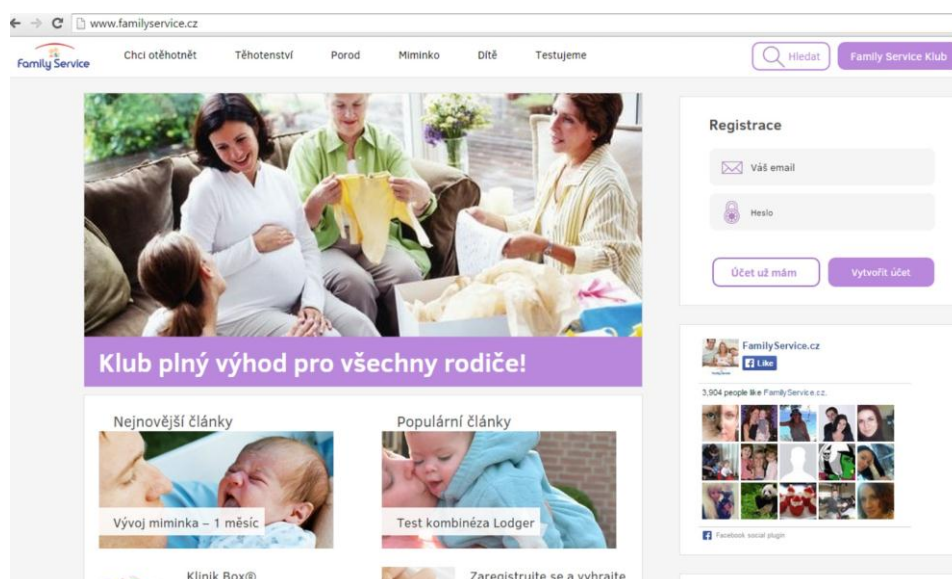 www.familyservice.cz
Family Service
Chci otěhotnět
Těhotenství
Porod
Miminko
Dítě
Testujeme
Hledat
Family Service Klub
Klub plný výhod pro všechny rodiče!
Nejnovější články
Vývoj miminka – 1 měsíc
Klinik Box®
Populární články
Test kombinéza Lodger
Zaregistrujte se a vyhrajte
Registrace
Váš email
Heslo
Účet už mám
Vytvořit účet
FamilyService.cz
Like
3,904 people like FamilyService.cz.
Facebook social plugin